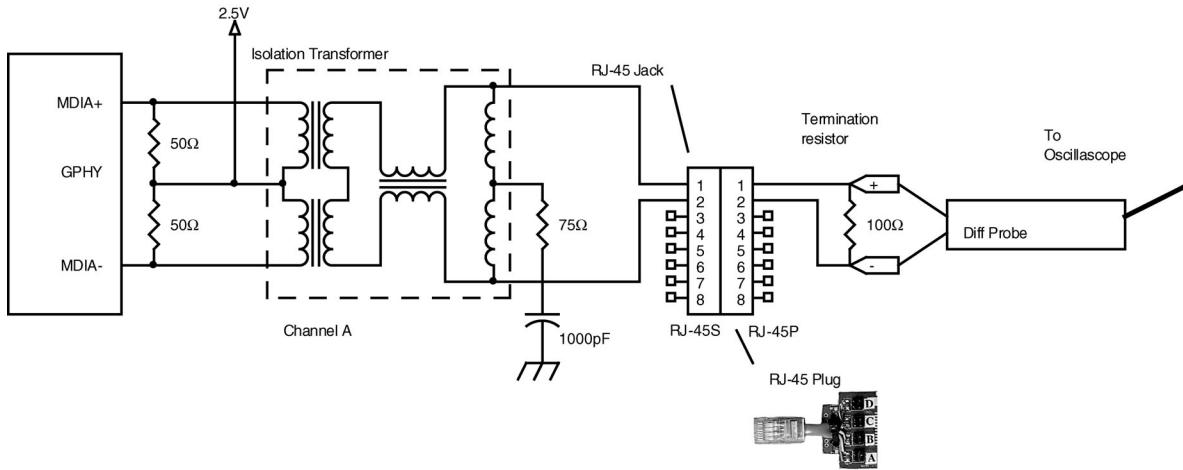 2.5V
Isolation Transformer
RJ-45 Jack
MDIA+
GPHY
MDIA-
50Ω
50Ω
75Ω
1000pF
Channel A
1
2
3
4
5
6
7
8
1
2
3
4
5
6
7
8
RJ-45S
RJ-45P
Termination
resistor
+
100Ω
-
To
Oscillascope
Diff Probe
RJ-45 Plug
D
C
B
A